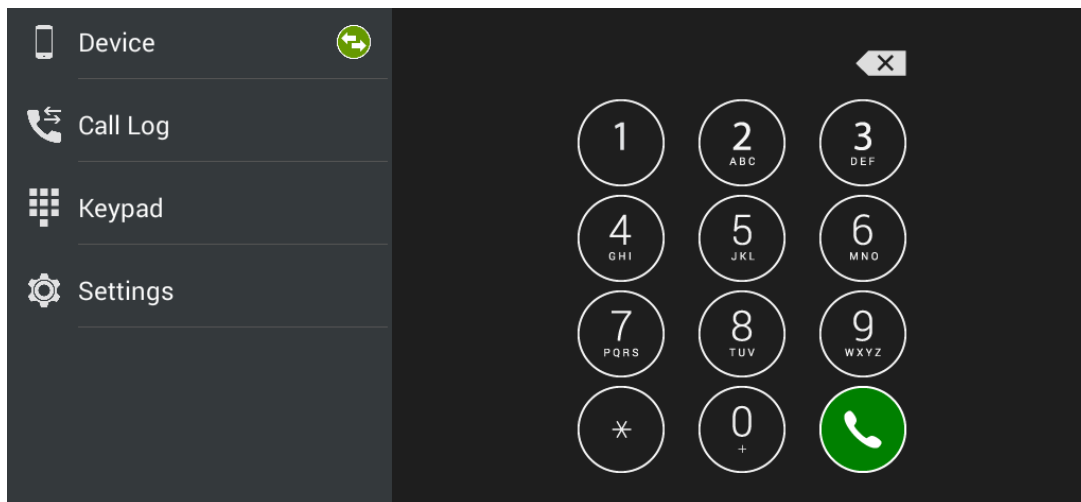 Device
Call Log
Keypad
Settings
1
2
ABC
3
DEF
4
GHI
5
JKL
6
MNO
7
PQRS
8
TUV
9
WXYZ
*
0
+